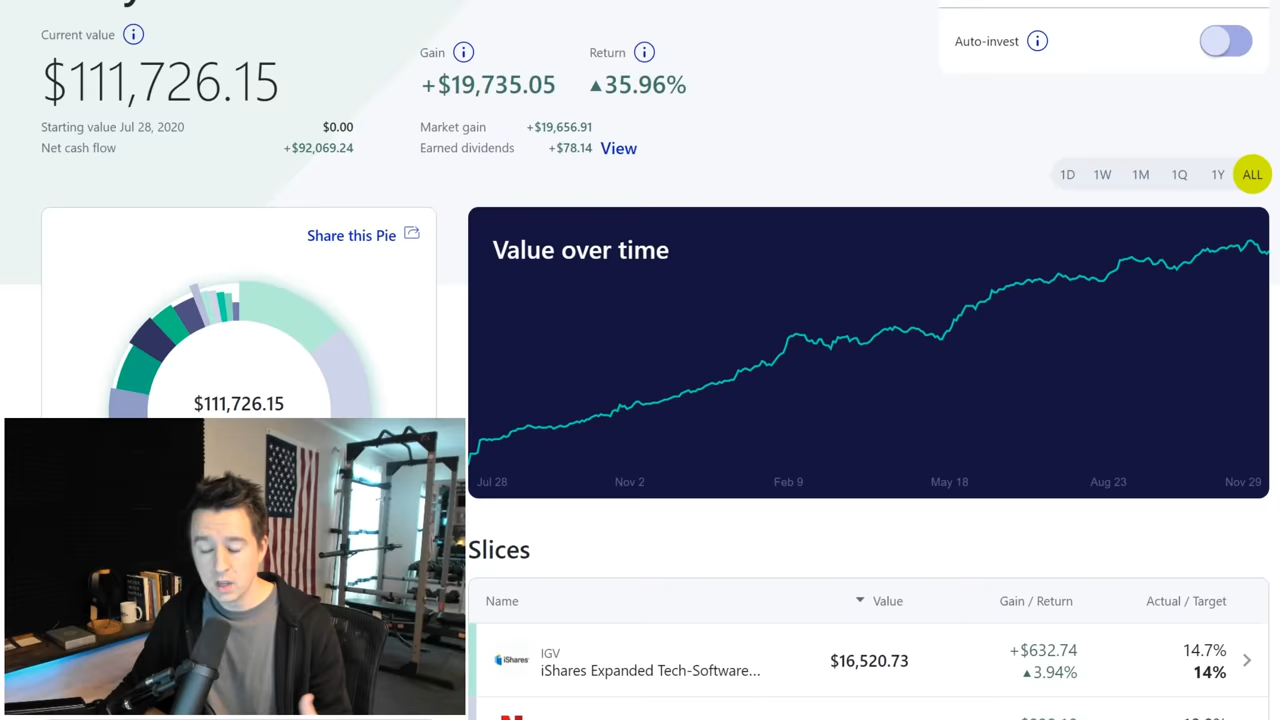 Current value
$111,726.15
Starting value Jul 28, 2020 $0.00
Net cash flow +$92,069.24
Gain Return
+$19,735.05 ▲35.96%
Market gain +$19,656.91
Earned dividends +$78.14 View
Auto-invest
1D 1W 1M 1Q 1Y ALL
Share this Pie
$111,726.15
Value over time
Jul 28 Nov 2 Feb 9 May 18 Aug 23 Nov 29
Slices
Name Value Gain / Return Actual / Target
iShares
IGV
iShares Expanded Tech-Software...
$16,520.73
+$632.74
▲3.94%
14.7%
14%